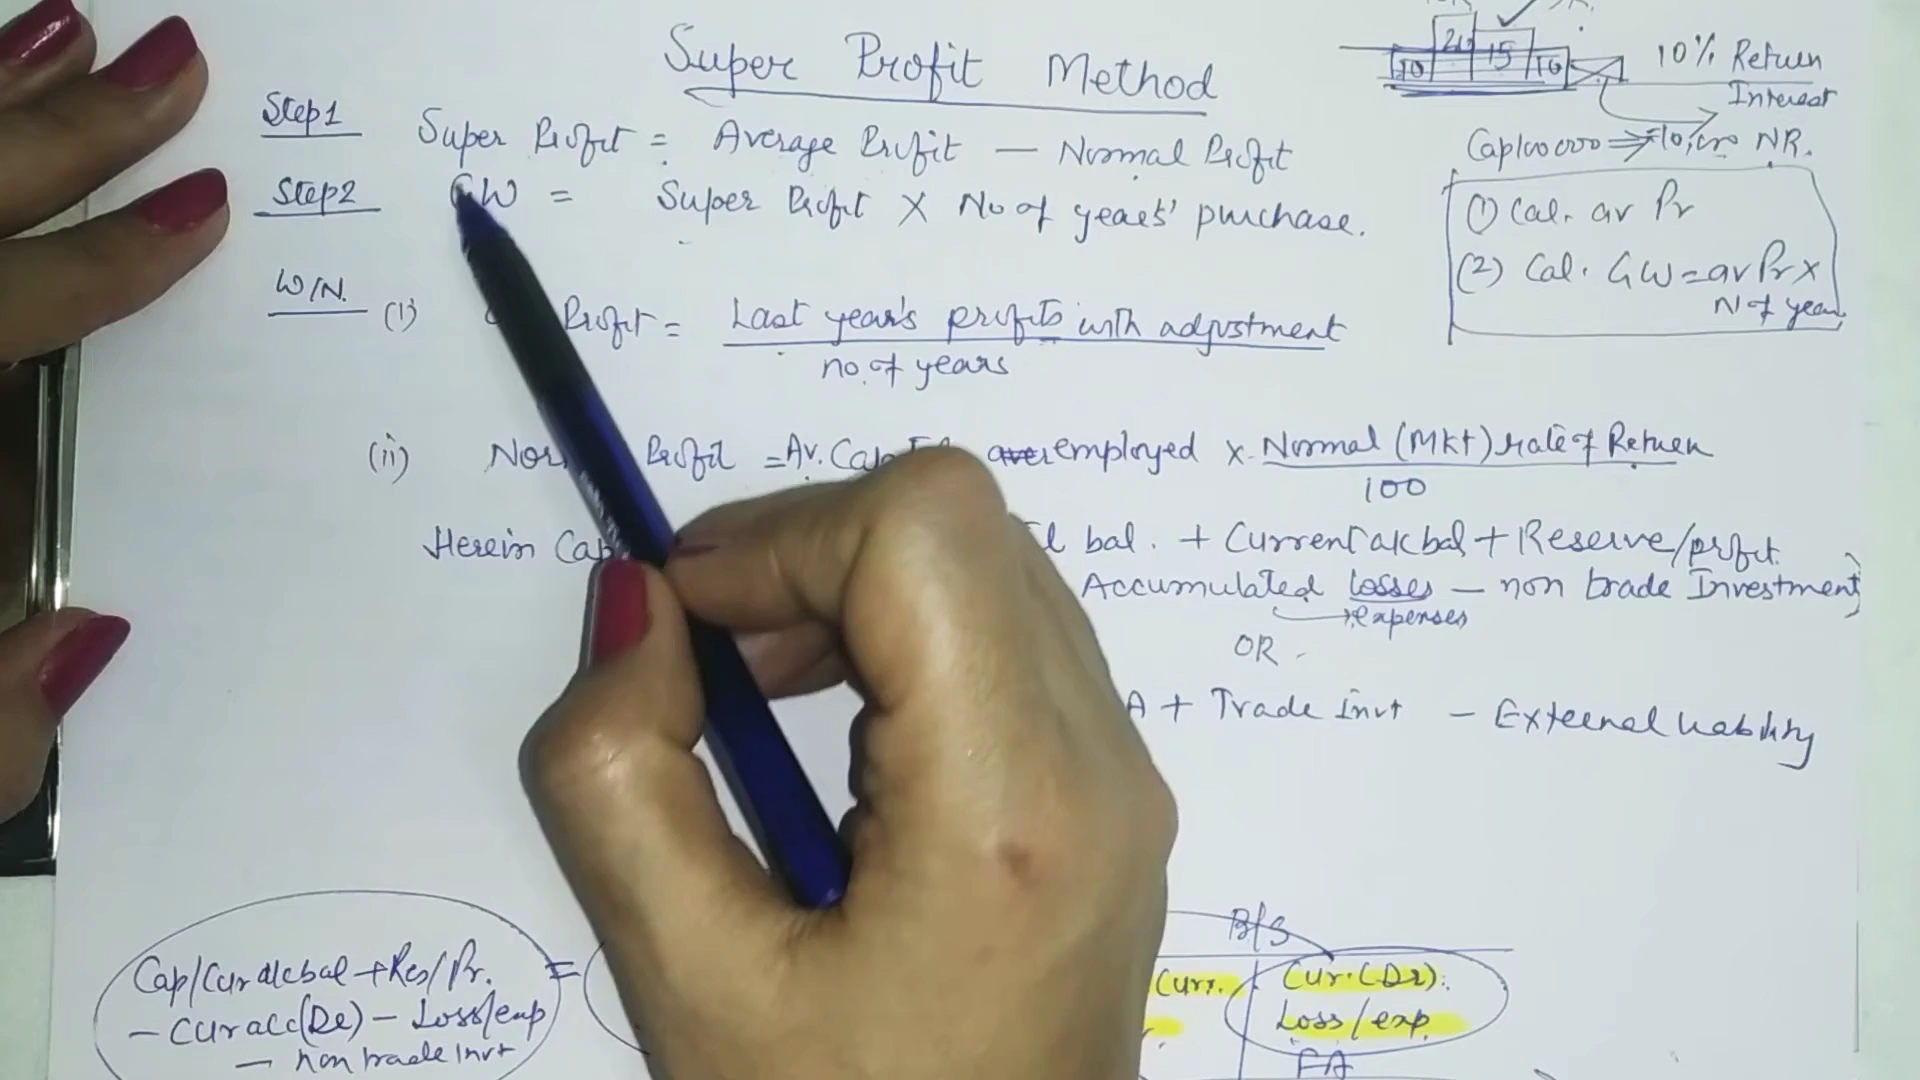 Super Profit Method
20 15
10 10
10% Return
Interest
Step1 Super Profit = Average Profit — Normal Profit
NR.
Step2 GW = Super Profit X No of years' purchase.
(1) Cal. av Pr
(2) Cal. GW = av Pr x
N of year
W/N. (i) Profit = Last year's profits with adjustment
no. of years
(ii) Profit = Av. employed x Normal (Mkt) rate of Return
100
Herein Cap bal. + Current a/c bal + Reserve/profit
Accumulated losses — non trade Investment
expenses
OR
A + Trade Invt — External liability
B/S
Cap/Cur a/c bal + Res/Pr. =
— Cur acc (Dr) — Loss/exp
— non trade Invt
Curr. Cur. (Dr).
Loss/exp.
FA